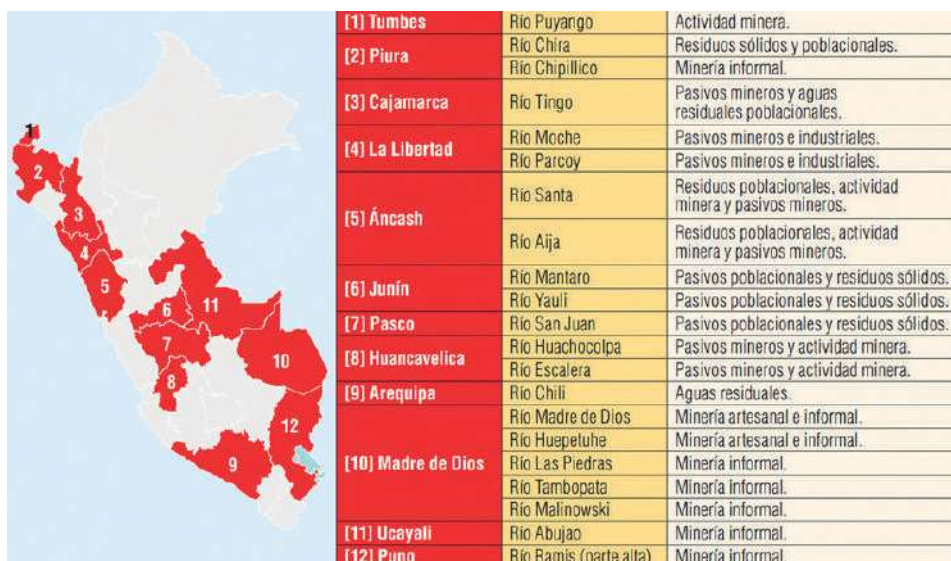 1
2
3
4
5
6
7
8
9
10
11
12
[1] Tumbes Río Puyango Actividad minera.
[2] Piura Río Chira Residuos sólidos y poblacionales.
Río Chipillico Minería informal.
[3] Cajamarca Río Tingo Pasivos mineros y aguas
residuales poblacionales.
[4] La Libertad Río Moche Pasivos mineros e industriales.
Río Parcoy Pasivos mineros e industriales.
[5] Áncash Río Santa Residuos poblacionales, actividad
minera y pasivos mineros.
Río Aija Residuos poblacionales, actividad
minera y pasivos mineros.
[6] Junín Río Mantaro Pasivos poblacionales y residuos sólidos.
Río Yauli Pasivos poblacionales y residuos sólidos.
[7] Pasco Río San Juan Pasivos poblacionales y residuos sólidos.
[8] Huancavelica Río Huachocolpa Pasivos mineros y actividad minera.
Río Escalera Pasivos mineros y actividad minera.
[9] Arequipa Río Chili Aguas residuales.
[10] Madre de Dios Río Madre de Dios Minería artesanal e informal.
Río Huepetuhe Minería artesanal e informal.
Río Las Piedras Minería informal.
Río Tambopata Minería informal.
Río Malinowski Minería informal.
[11] Ucayali Río Abujao Minería informal.
[12] Puno Río Ramis (parte alta) Minería informal.